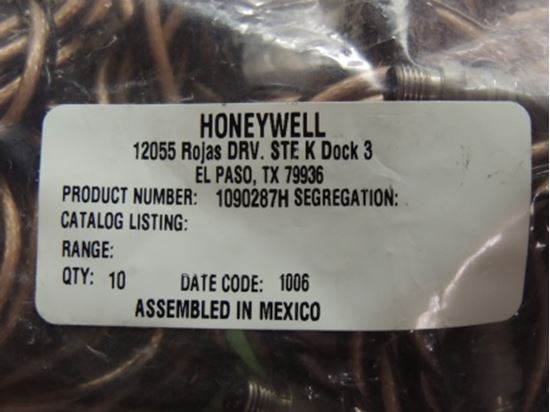 HONEYWELL
12055 Rojas DRV. STE K Dock 3
EL PASO, TX 79936
PRODUCT NUMBER: 1090287H SEGREGATION:
CATALOG LISTING:
RANGE:
QTY: 10 DATE CODE: 1006
ASSEMBLED IN MEXICO